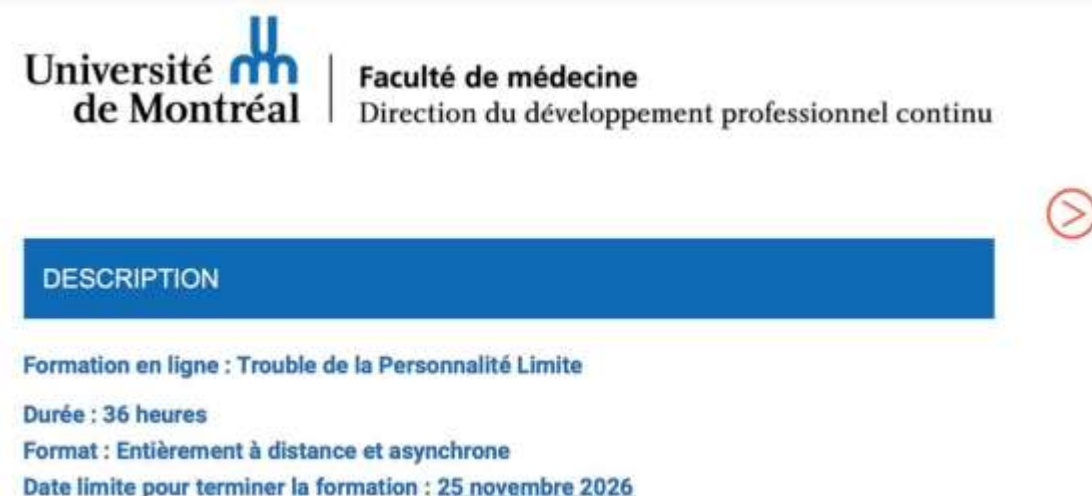 Université
de Montréal
Faculté de médecine
Direction du développement professionnel continu
DESCRIPTION
Formation en ligne : Trouble de la Personnalité Limite
Durée : 36 heures
Format : Entièrement à distance et asynchrone
Date limite pour terminer la formation : 25 novembre 2026